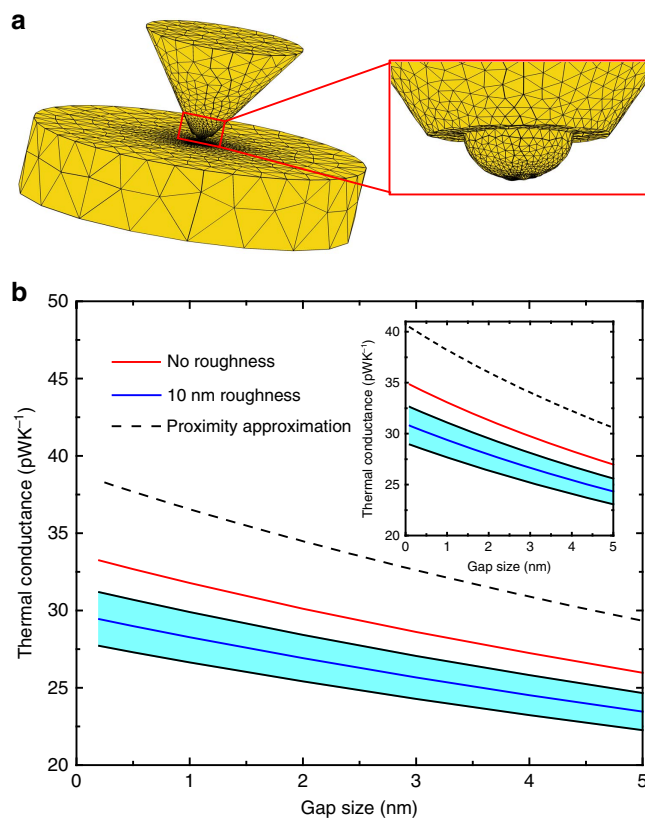 a
b
50
45
40
35
30
25
20
Thermal conductance (pWK⁻¹)
No roughness
10 nm roughness
Proximity approximation
40
35
30
25
20
Thermal conductance (pWK⁻¹)
0 1 2 3 4 5
Gap size (nm)
0 1 2 3 4 5
Gap size (nm)